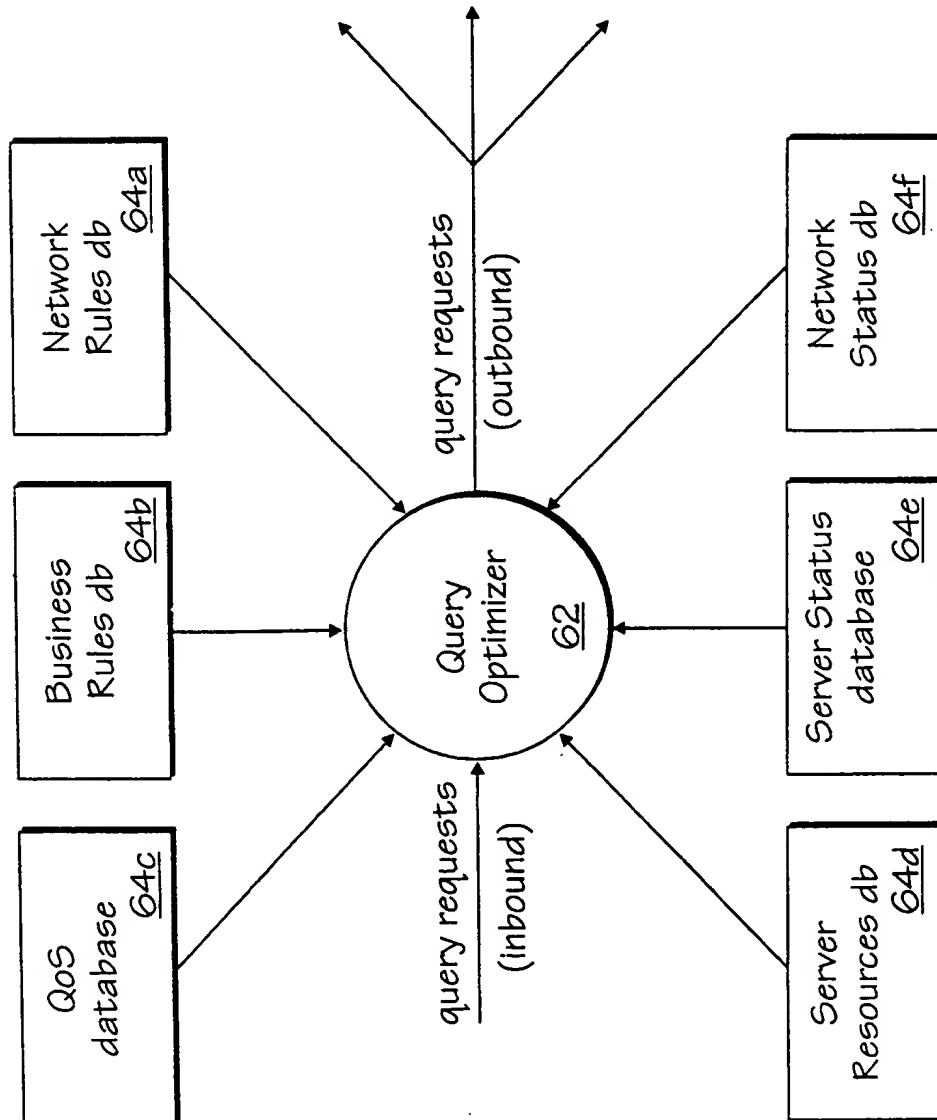 QoS
database
64c
Business
Rules db
64b
Network
Rules db
64a
query requests
(inbound)
Query
Optimizer
62
query requests
(outbound)
Server
Resources db
64d
Server Status
database
64e
Network
Status db
64f